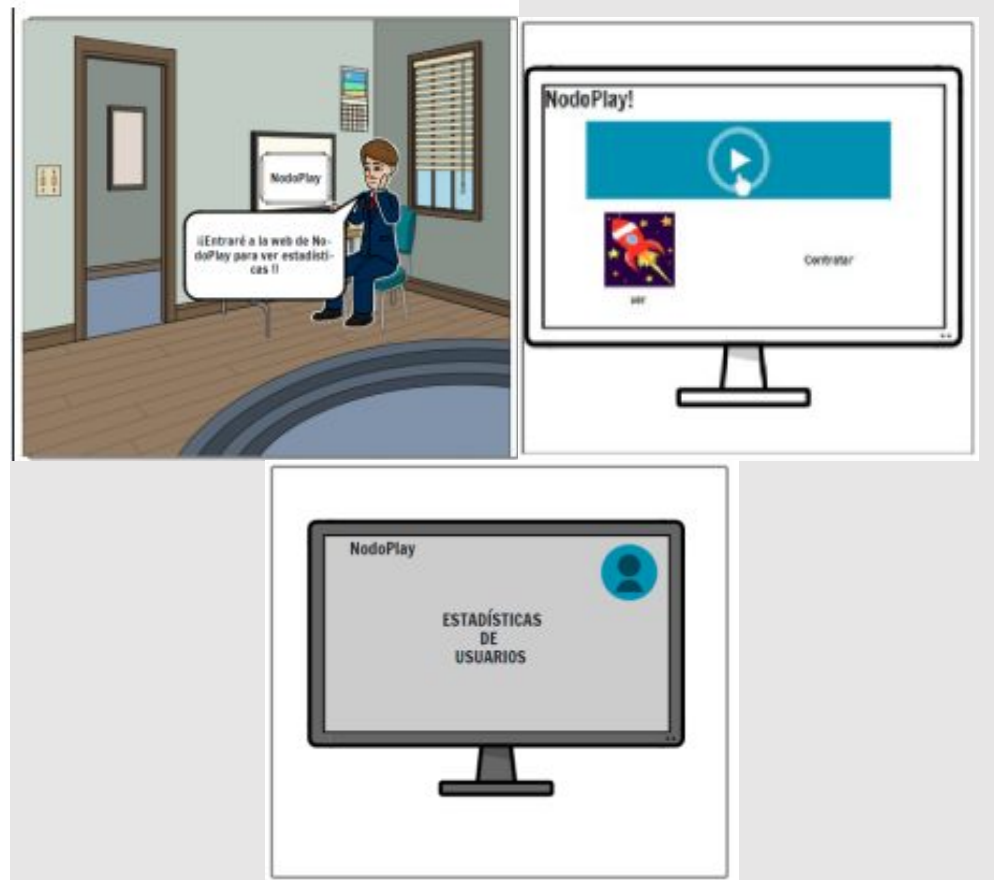 NodoPlay
¡¡Entraré a la web de No-
doPlay para ver estadísti-
cas !!
NodoPlay!
ver
Contratar
NodoPlay
ESTADÍSTICAS
DE
USUARIOS